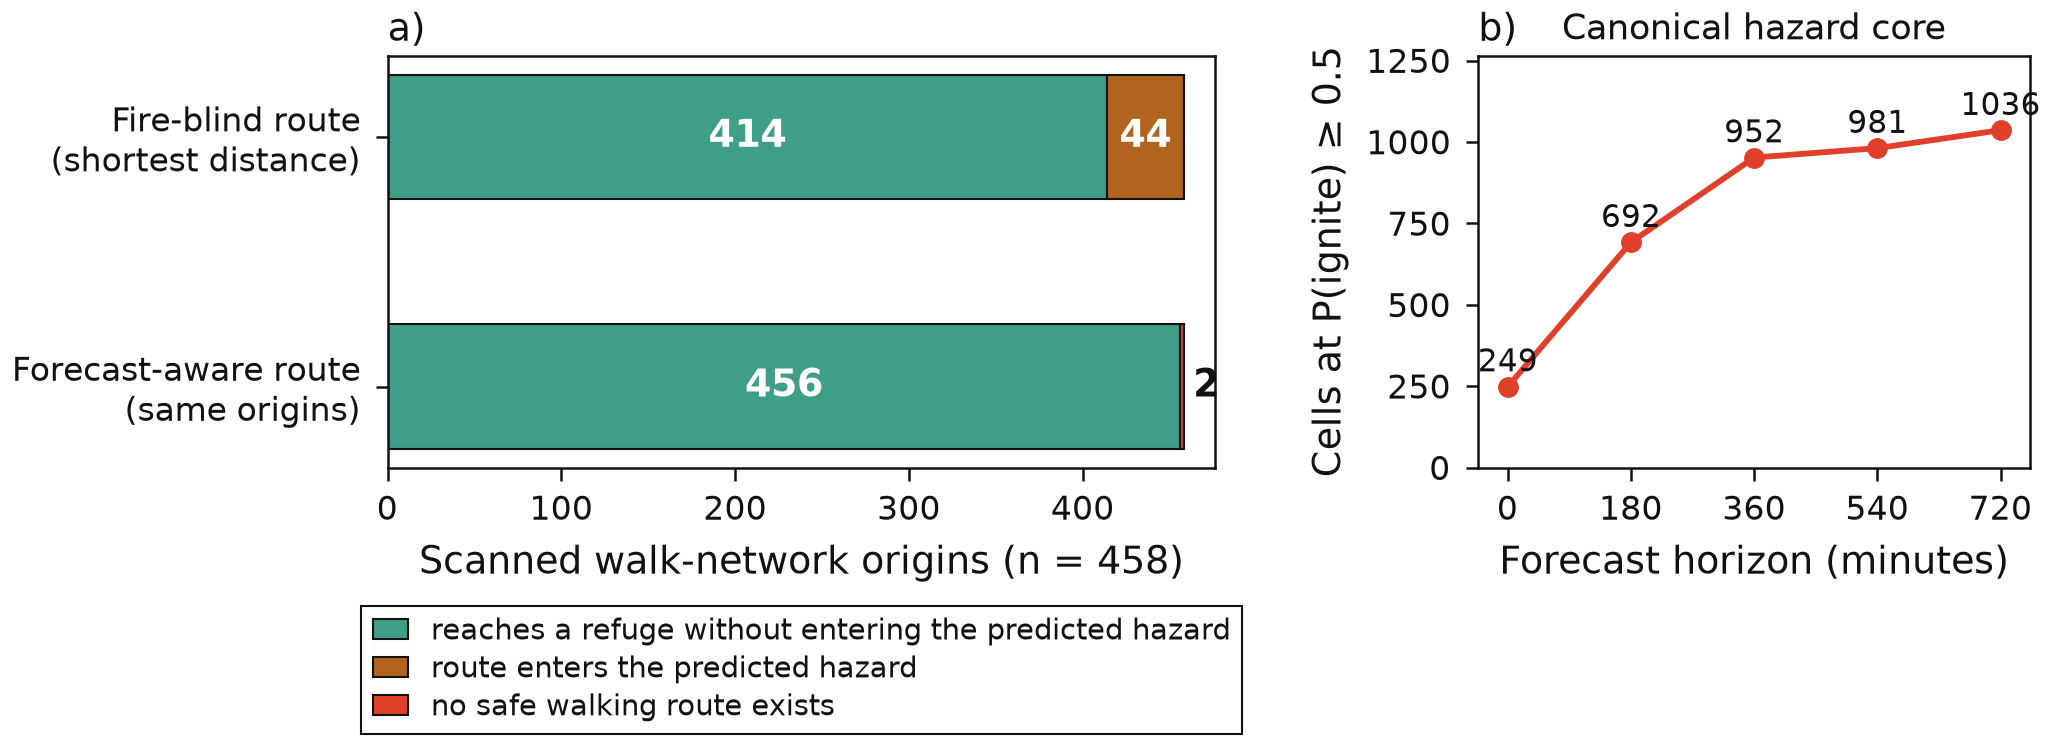 a)
Fire-blind route
(shortest distance)
414
44
Forecast-aware route
(same origins)
456
2
0 100 200 300 400
Scanned walk-network origins (n = 458)
reaches a refuge without entering the predicted hazard
route enters the predicted hazard
no safe walking route exists
b) Canonical hazard core
Cells at P(ignite) ≥ 0.5
1250
1000
750
500
250
0
249
692
952
981
1036
0 180 360 540 720
Forecast horizon (minutes)